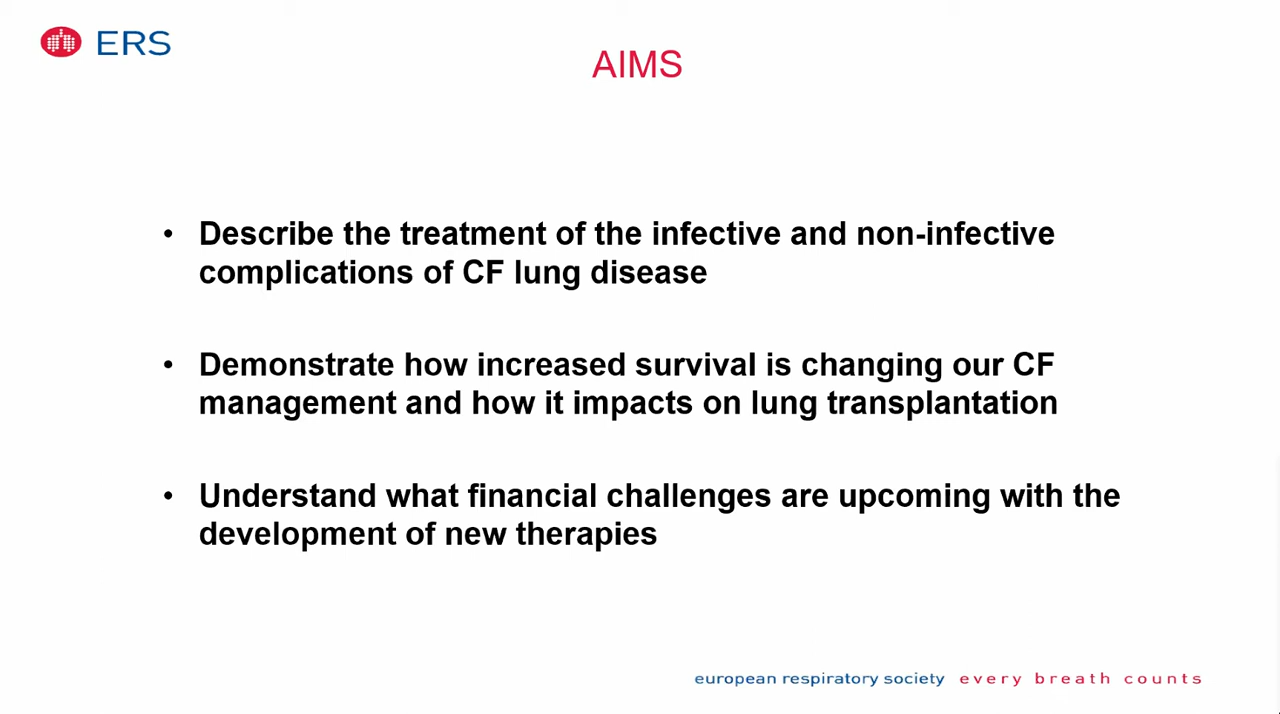 ERS
AIMS
• Describe the treatment of the infective and non-infective
complications of CF lung disease
• Demonstrate how increased survival is changing our CF
management and how it impacts on lung transplantation
• Understand what financial challenges are upcoming with the
development of new therapies
european respiratory society every breath counts